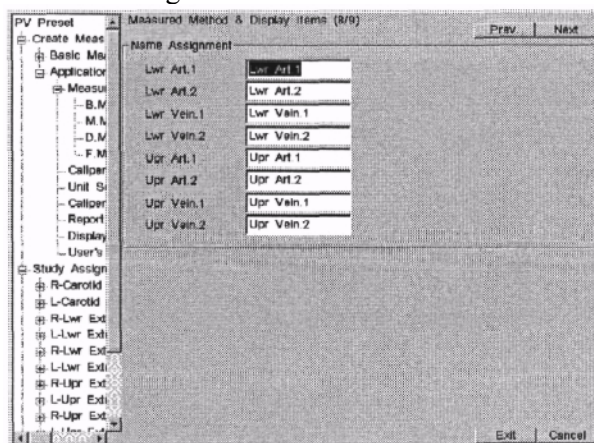 PV Preset
Create Meas
Basic Me
Application
Measu
B.M
M.M
D.M
F.M
Caliper
Unit S
Caliper
Report
Display
User's
Study Assign
R-Carotid
L-Carotid
R-Lwr Ext
L-Lwr Ext
R-Lwr Ext
L-Lwr Ext
R-Upr Ext
L-Upr Ext
R-Upr Ext
Measured Method & Display Items (8/9)
Prev Next
Name Assignment
Lwr Art.1 Lwr Art.1
Lwr Art.2 Lwr Art.2
Lwr Vein.1 Lwr Vein.1
Lwr Vein.2 Lwr Vein.2
Upr Art.1 Upr Art.1
Upr Art.2 Upr Art.2
Upr Vein.1 Upr Vein.1
Upr Vein.2 Upr Vein.2
Exit Cancel